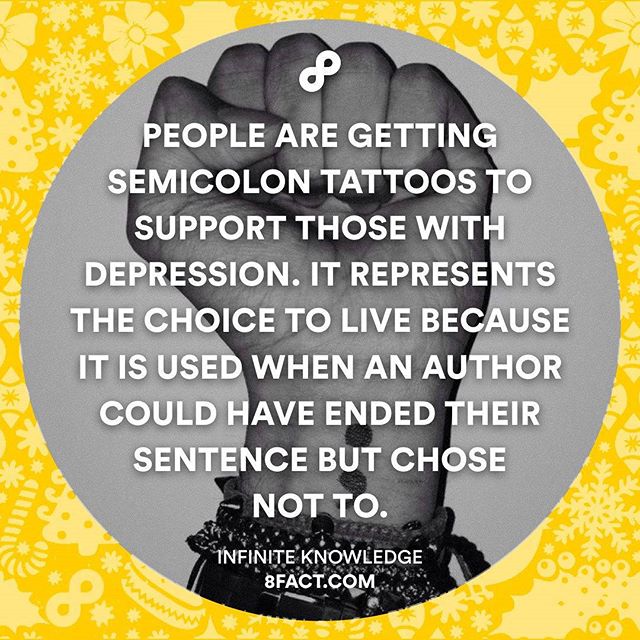 PEOPLE ARE GETTING
SEMICOLON TATTOOS TO
SUPPORT THOSE WITH
DEPRESSION. IT REPRESENTS
THE CHOICE TO LIVE BECAUSE
IT IS USED WHEN AN AUTHOR
COULD HAVE ENDED THEIR
SENTENCE BUT CHOSE
NOT TO.
INFINITE KNOWLEDGE
8FACT.COM